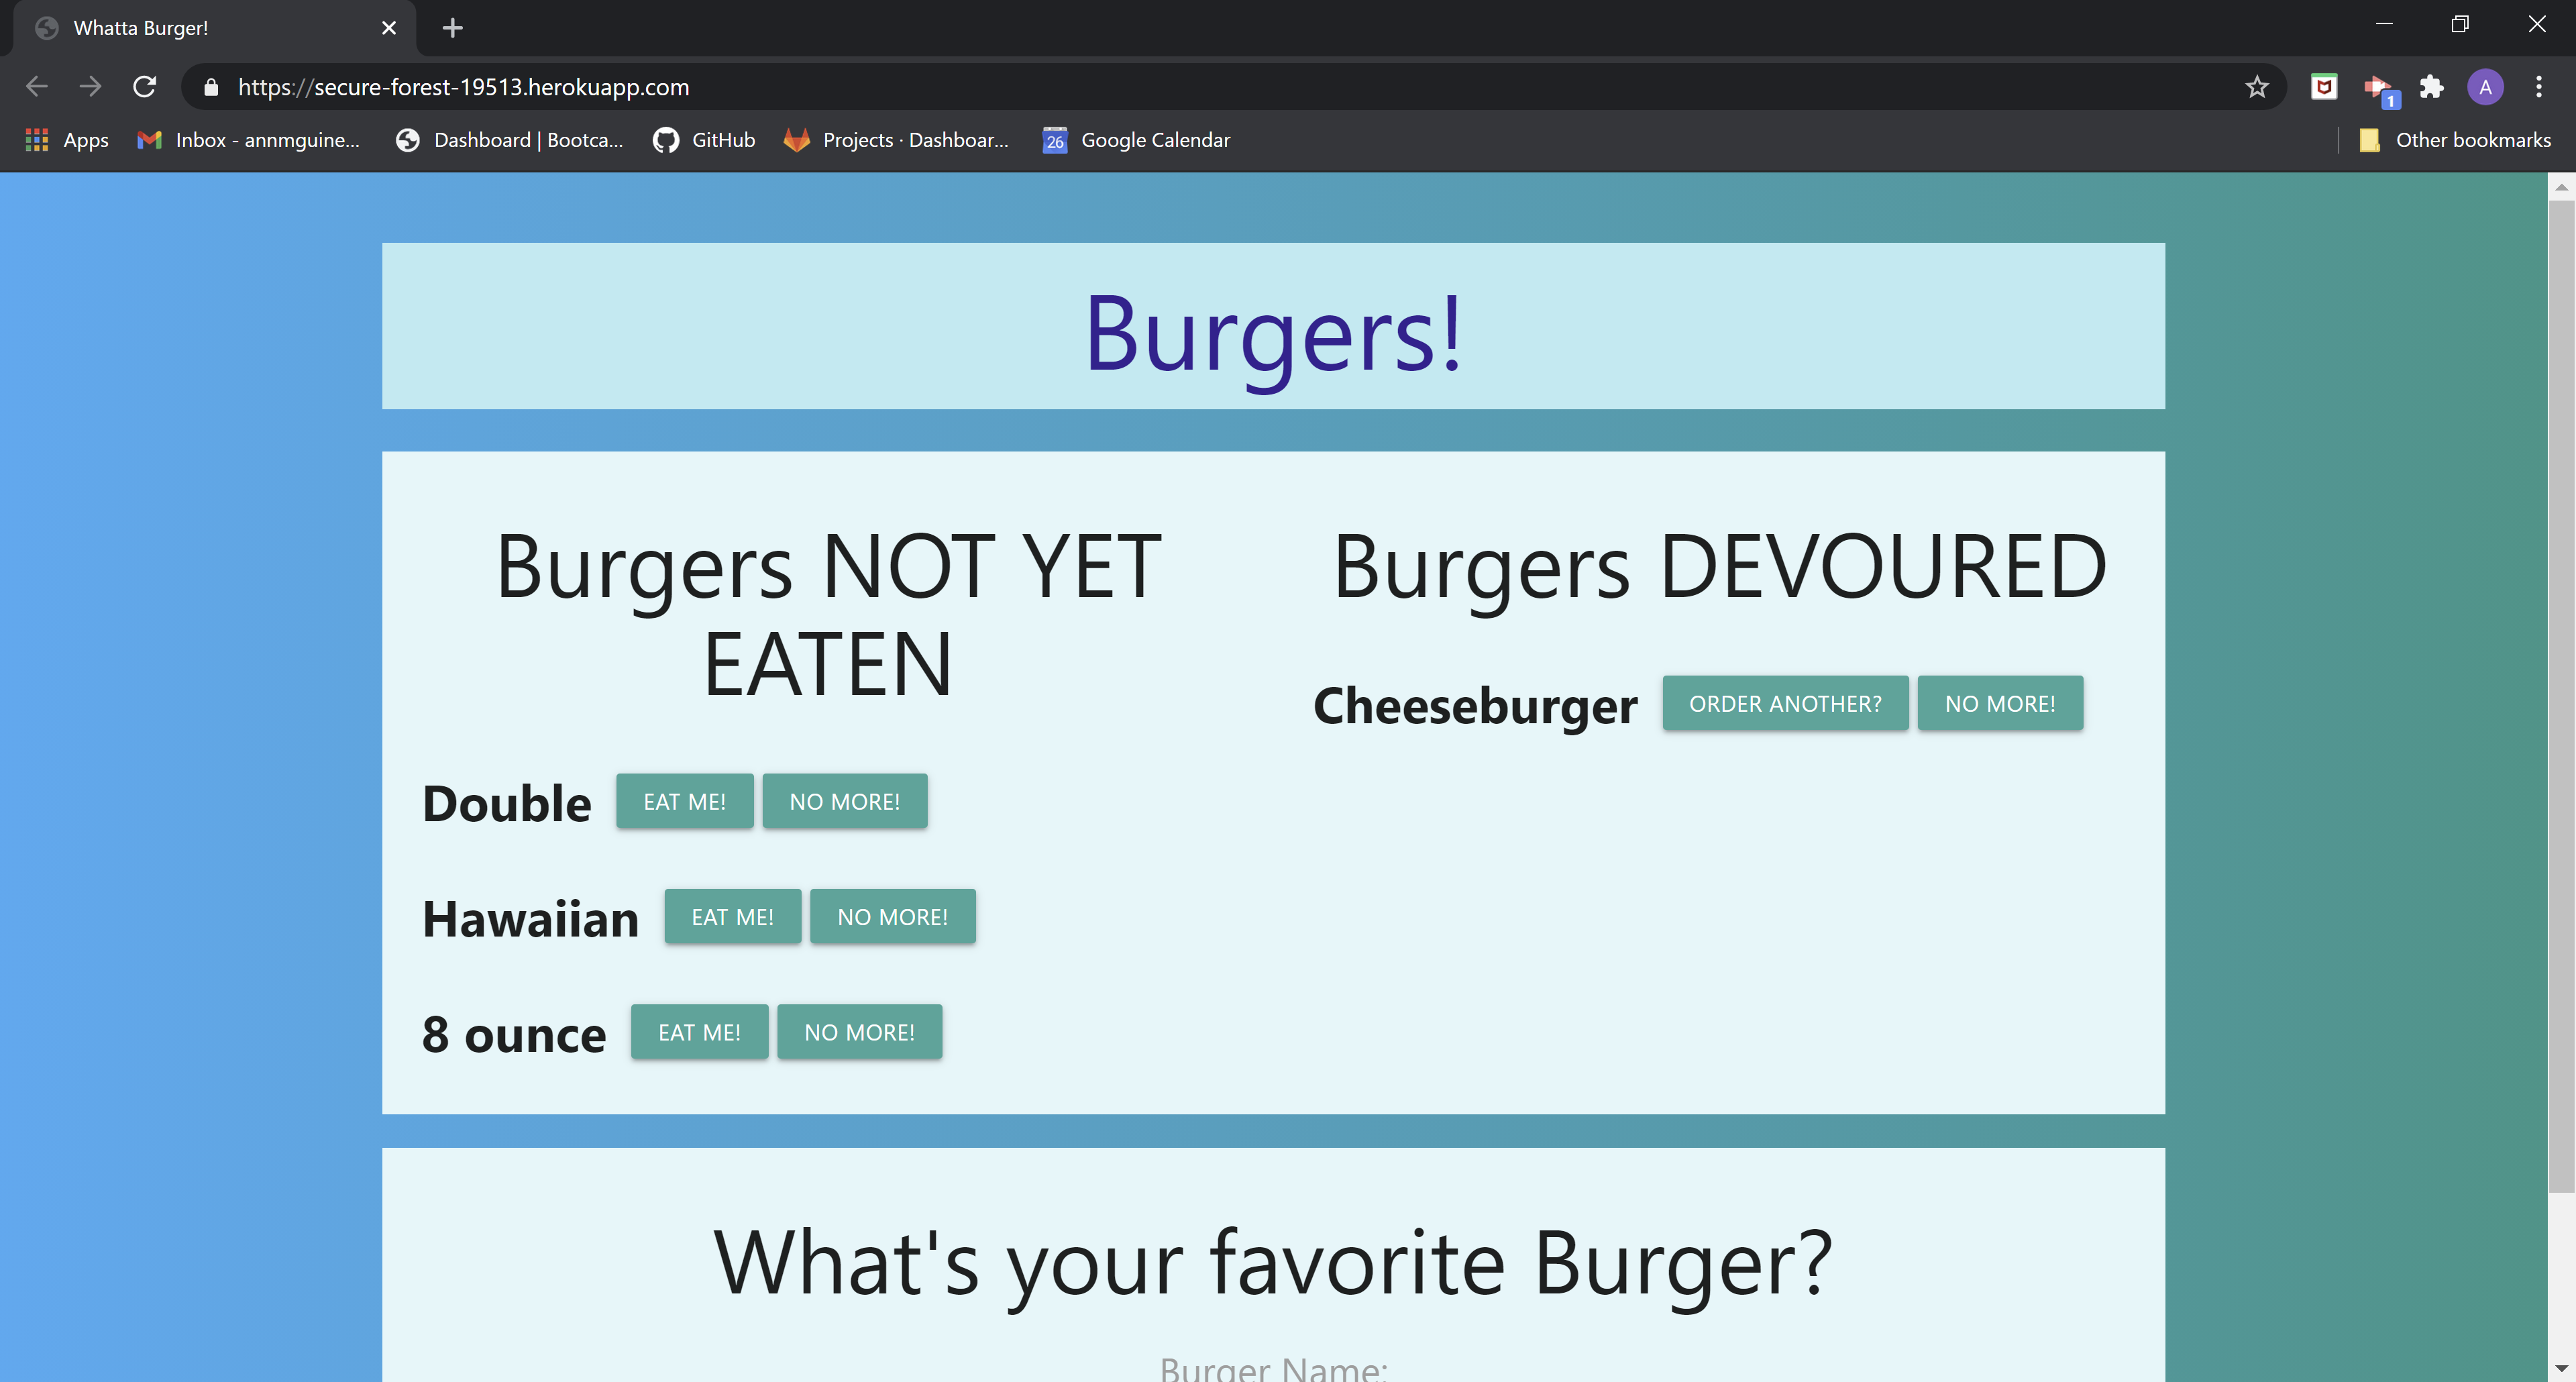 Whatta Burger!
https://secure-forest-19513.herokuapp.com
A
1
Apps
Inbox - annmguine...
Dashboard | Bootca...
GitHub
Projects · Dashboar...
26
Google Calendar
Other bookmarks
Burgers!
Burgers NOT YET
EATEN
Double EAT ME! NO MORE!
Hawaiian EAT ME! NO MORE!
8 ounce EAT ME! NO MORE!
Burgers DEVOURED
Cheeseburger ORDER ANOTHER? NO MORE!
What's your favorite Burger?
Burger Name: